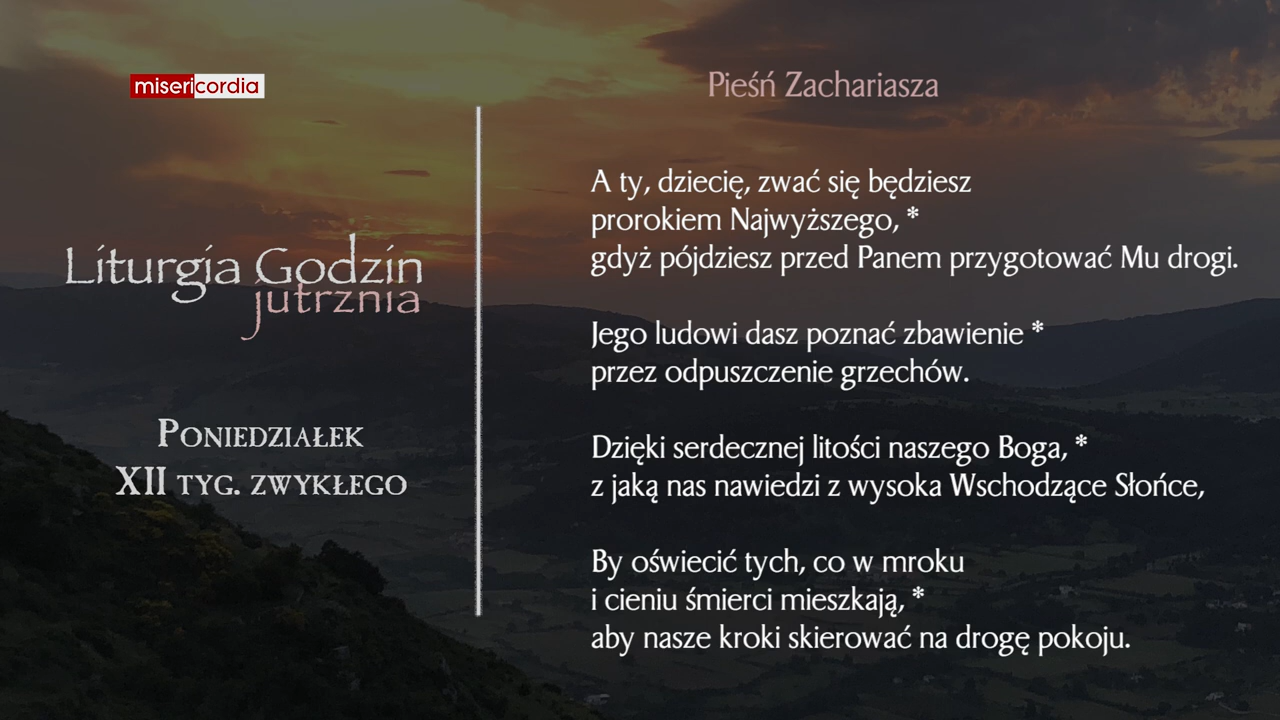 misericordia
Liturgia Godzin
jutrznia
Poniedziałek
XII tyg. zwykłego
Pieśń Zachariasza
A ty, dziecię, zwać się będziesz
prorokiem Najwyższego, *
gdyż pójdziesz przed Panem przygotować Mu drogi.
Jego ludowi dasz poznać zbawienie *
przez odpuszczenie grzechów.
Dzięki serdecznej litości naszego Boga, *
z jaką nas nawiedzi z wysoka Wschodzące Słońce,
By oświecić tych, co w mroku
i cieniu śmierci mieszkają, *
aby nasze kroki skierować na drogę pokoju.